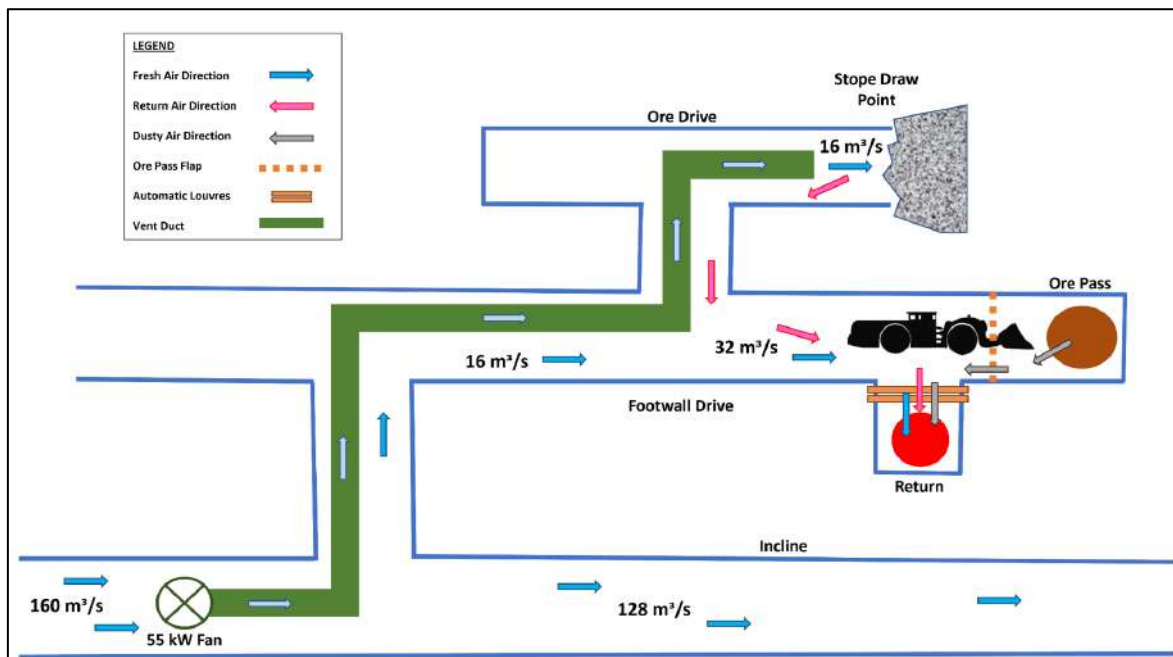 LEGEND
Fresh Air Direction
Return Air Direction
Dusty Air Direction
Ore Pass Flap
Automatic Louvres
Vent Duct
Stope Draw
Point
Ore Drive
16 m³/s
Ore Pass
16 m³/s
32 m³/s
Footwall Drive
Return
Incline
160 m³/s
128 m³/s
55 kW Fan